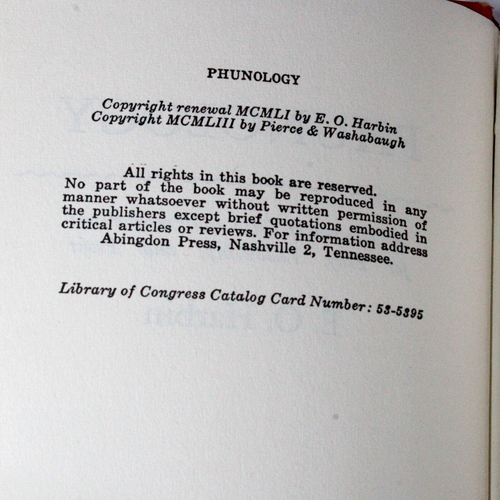 PHUNOLOGY
Copyright renewal MCMLI by E. O. Harbin
Copyright MCMLIII by Pierce & Washabaugh
All rights in this book are reserved.
No part of the book may be reproduced in any
manner whatsoever without written permission of
the publishers except brief quotations embodied in
critical articles or reviews. For information address
Abingdon Press, Nashville 2, Tennessee.
Library of Congress Catalog Card Number: 53-5395